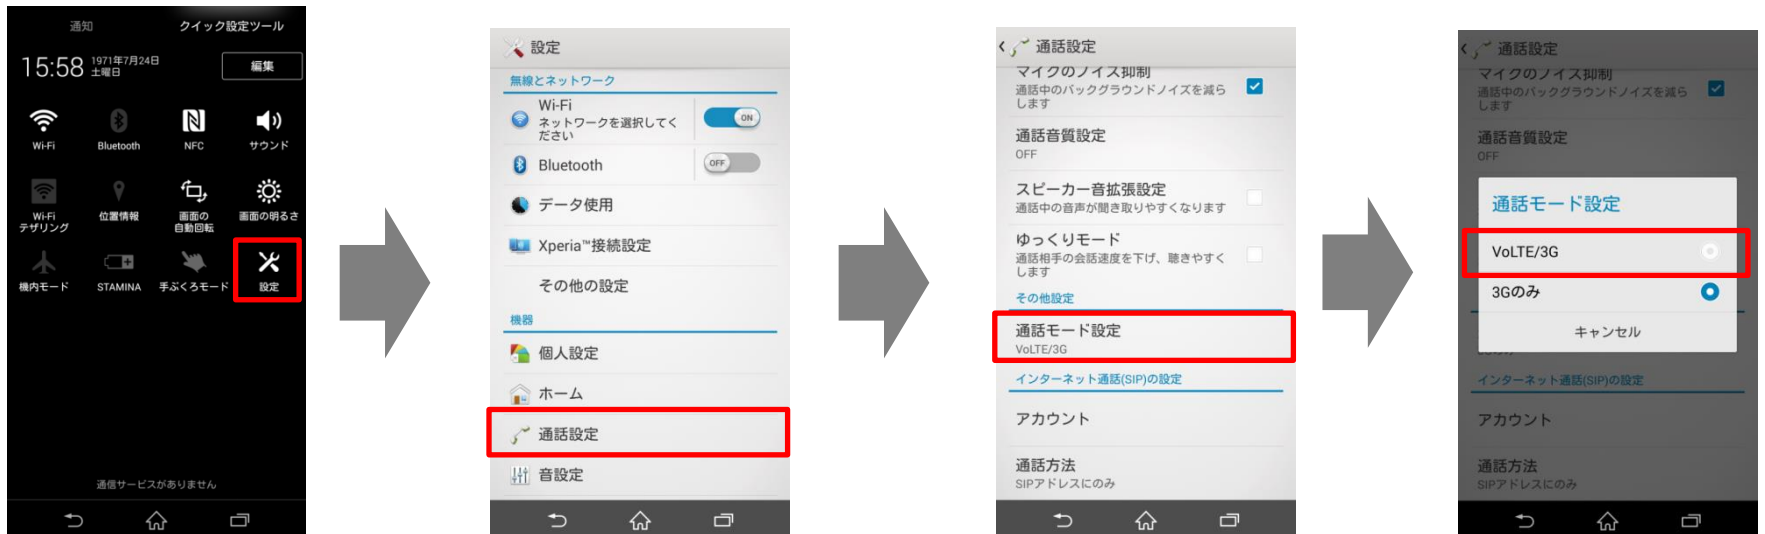 通知
クイック設定ツール
15:58
1971年7月24日
土曜日
編集
Wi-Fi
Bluetooth
NFC
サウンド
Wi-Fi
テザリング
位置情報
画面の
自動回転
画面の明るさ
機内モード
STAMINA
手ぶくろモード
設定
通信サービスがありません
設定
無線とネットワーク
Wi-Fi
ネットワークを選択してく
ださい
ON
Bluetooth
OFF
データ使用
Xperia™接続設定
その他の設定
機器
個人設定
ホーム
通話設定
音設定
通話設定
マイクのノイズ抑制
通話中のバックグラウンドノイズを減ら
します
通話音質設定
OFF
スピーカー音拡張設定
通話中の音声が聞き取りやすくなります
ゆっくりモード
通話相手の会話速度を下げ、聴きやすく
します
その他設定
通話モード設定
VoLTE/3G
インターネット通話(SIP)の設定
アカウント
通話方法
SIPアドレスにのみ
通話設定
マイクのノイズ抑制
通話中のバックグラウンドノイズを減ら
します
通話音質設定
OFF
通話モード設定
VoLTE/3G
3Gのみ
キャンセル
インターネット通話(SIP)の設定
アカウント
通話方法
SIPアドレスにのみ